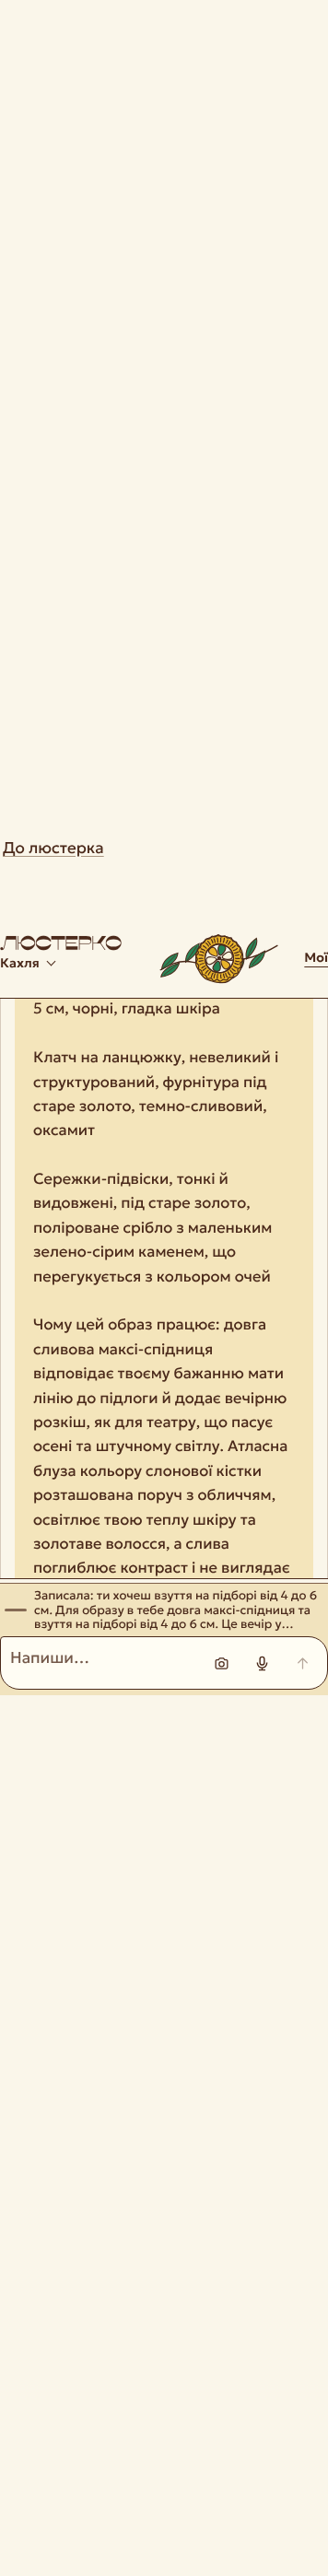 До люстерка
ЛЮСТЕРКО
Кахля
Мої
5 см, чорні, гладка шкіра
Клатч на ланцюжку, невеликий і
структурований, фурнітура під
старе золото, темно-сливовий,
оксамит
Сережки-підвіски, тонкі й
видовжені, під старе золото,
поліроване срібло з маленьким
зелено-сірим каменем, що
перегукується з кольором очей
Чому цей образ працює: довга
сливова максі-спідниця
відповідає твоєму бажанню мати
лінію до підлоги й додає вечірню
розкіш, як для театру, що пасує
осені та штучному світлу. Атласна
блуза кольору слонової кістки
розташована поруч з обличчям,
освітлює твою теплу шкіру та
золотаве волосся, а слива
поглиблює контраст і не виглядає
Записала: ти хочеш взуття на підборі від 4 до 6
см. Для образу в тебе довга максі-спідниця та
взуття на підборі від 4 до 6 см. Це вечір у…
Напиши…